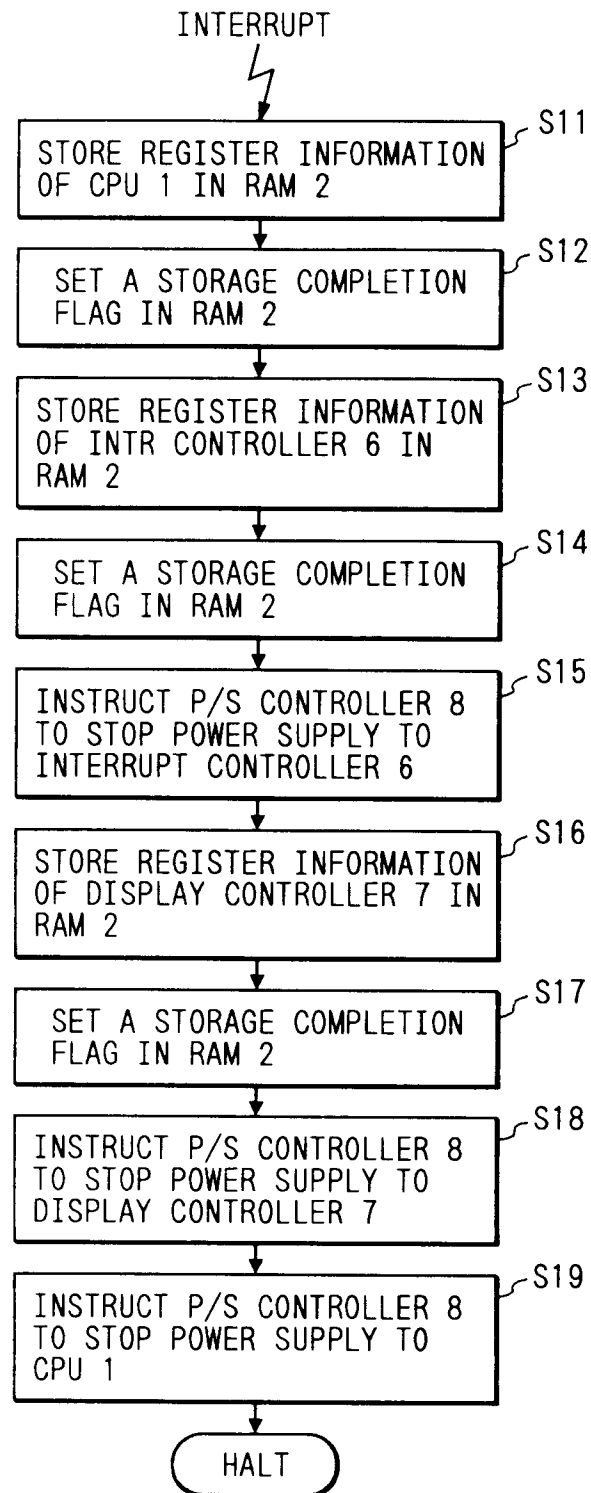 INTERRUPT
S11
STORE REGISTER INFORMATION
OF CPU 1 IN RAM 2
S12
SET A STORAGE COMPLETION
FLAG IN RAM 2
S13
STORE REGISTER INFORMATION
OF INTR CONTROLLER 6 IN
RAM 2
S14
SET A STORAGE COMPLETION
FLAG IN RAM 2
S15
INSTRUCT P/S CONTROLLER 8
TO STOP POWER SUPPLY TO
INTERRUPT CONTROLLER 6
S16
STORE REGISTER INFORMATION
OF DISPLAY CONTROLLER 7 IN
RAM 2
S17
SET A STORAGE COMPLETION
FLAG IN RAM 2
S18
INSTRUCT P/S CONTROLLER 8
TO STOP POWER SUPPLY TO
DISPLAY CONTROLLER 7
S19
INSTRUCT P/S CONTROLLER 8
TO STOP POWER SUPPLY TO
CPU 1
HALT